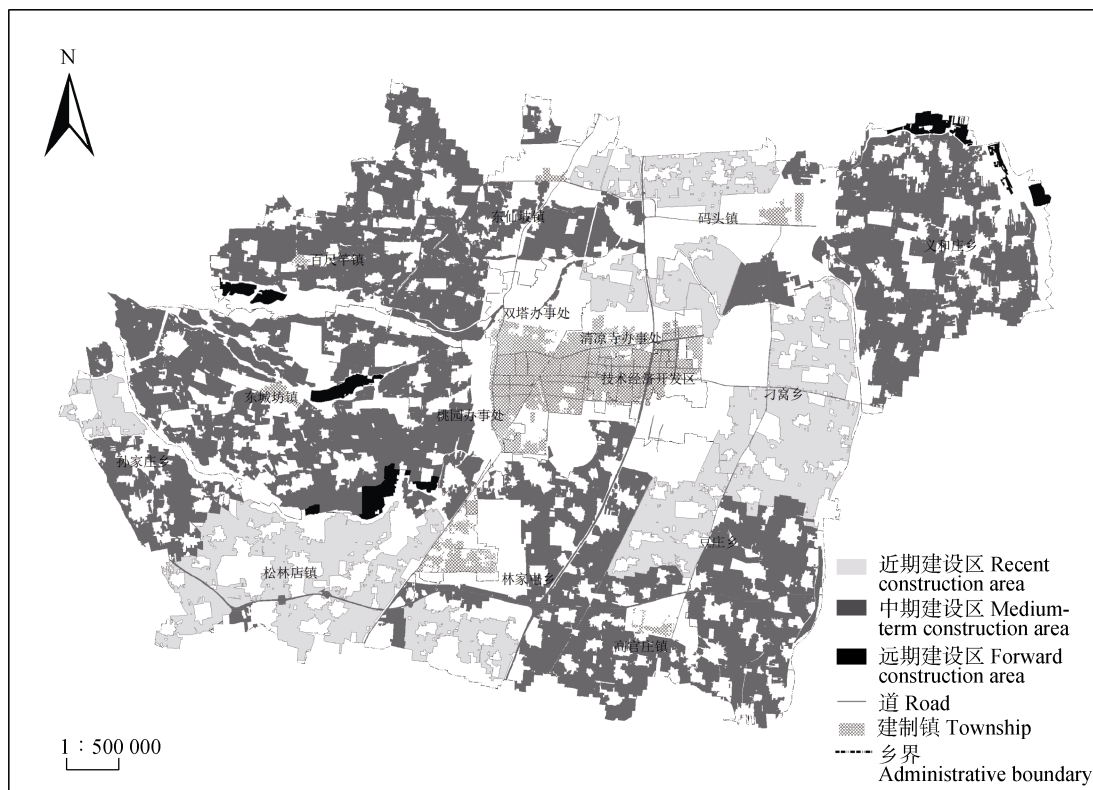 N
东仙坡镇
码头镇
义和庄乡
百尺竿镇
双塔办事处
清凉寺办事处
技术经济开发区
东城坊镇
刁窝乡
桃园办事处
孙家庄乡
豆庄乡
松林店镇
林家屯乡
高官庄镇
近期建设区 Recent
construction area
中期建设区 Medium-
term construction area
远期建设区 Forward
construction area
道 Road
建制镇 Township
乡界
Administrative boundary
1：500 000